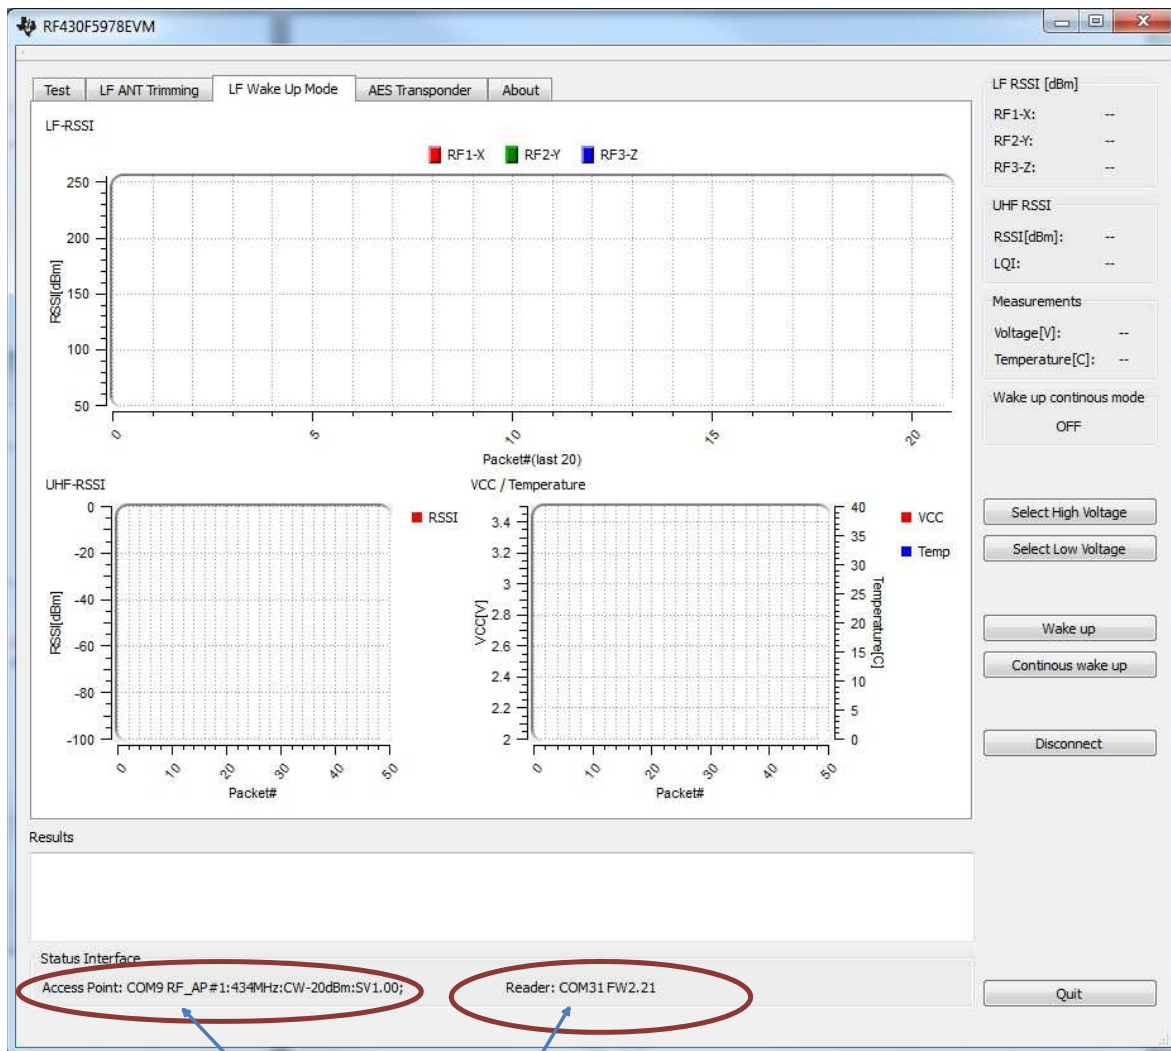 RF430F5978EVM
Test LF ANT Trimming LF Wake Up Mode AES Transponder About
LF-RSSI
RF1-X RF2-Y RF3-Z
RSSI[dBm]
250
200
150
100
50
0 5 10 15 20
Packet#(last 20)
UHF-RSSI
RSSI
RSSI[dBm]
0
-20
-40
-60
-80
-100
0 10 20 30 40 50
Packet#
VCC / Temperature
VCC
Temp
VCC[V]
3.4
3.2
3
2.8
2.6
2.4
2.2
2
Temperature[C]
40
35
30
25
20
15
10
5
0
0 10 20 30 40 50
Packet#
LF RSSI [dBm]
RF1-X: --
RF2-Y: --
RF3-Z: --
UHF RSSI
RSSI[dBm]: --
LQI: --
Measurements
Voltage[V]: --
Temperature[C]: --
Wake up continous mode
OFF
Select High Voltage
Select Low Voltage
Wake up
Continous wake up
Disconnect
Results
Status Interface
Access Point: COM9 RF_AP#1:434MHz:CW-20dBm:SV1.00;
Reader: COM31 FW2.21
Quit